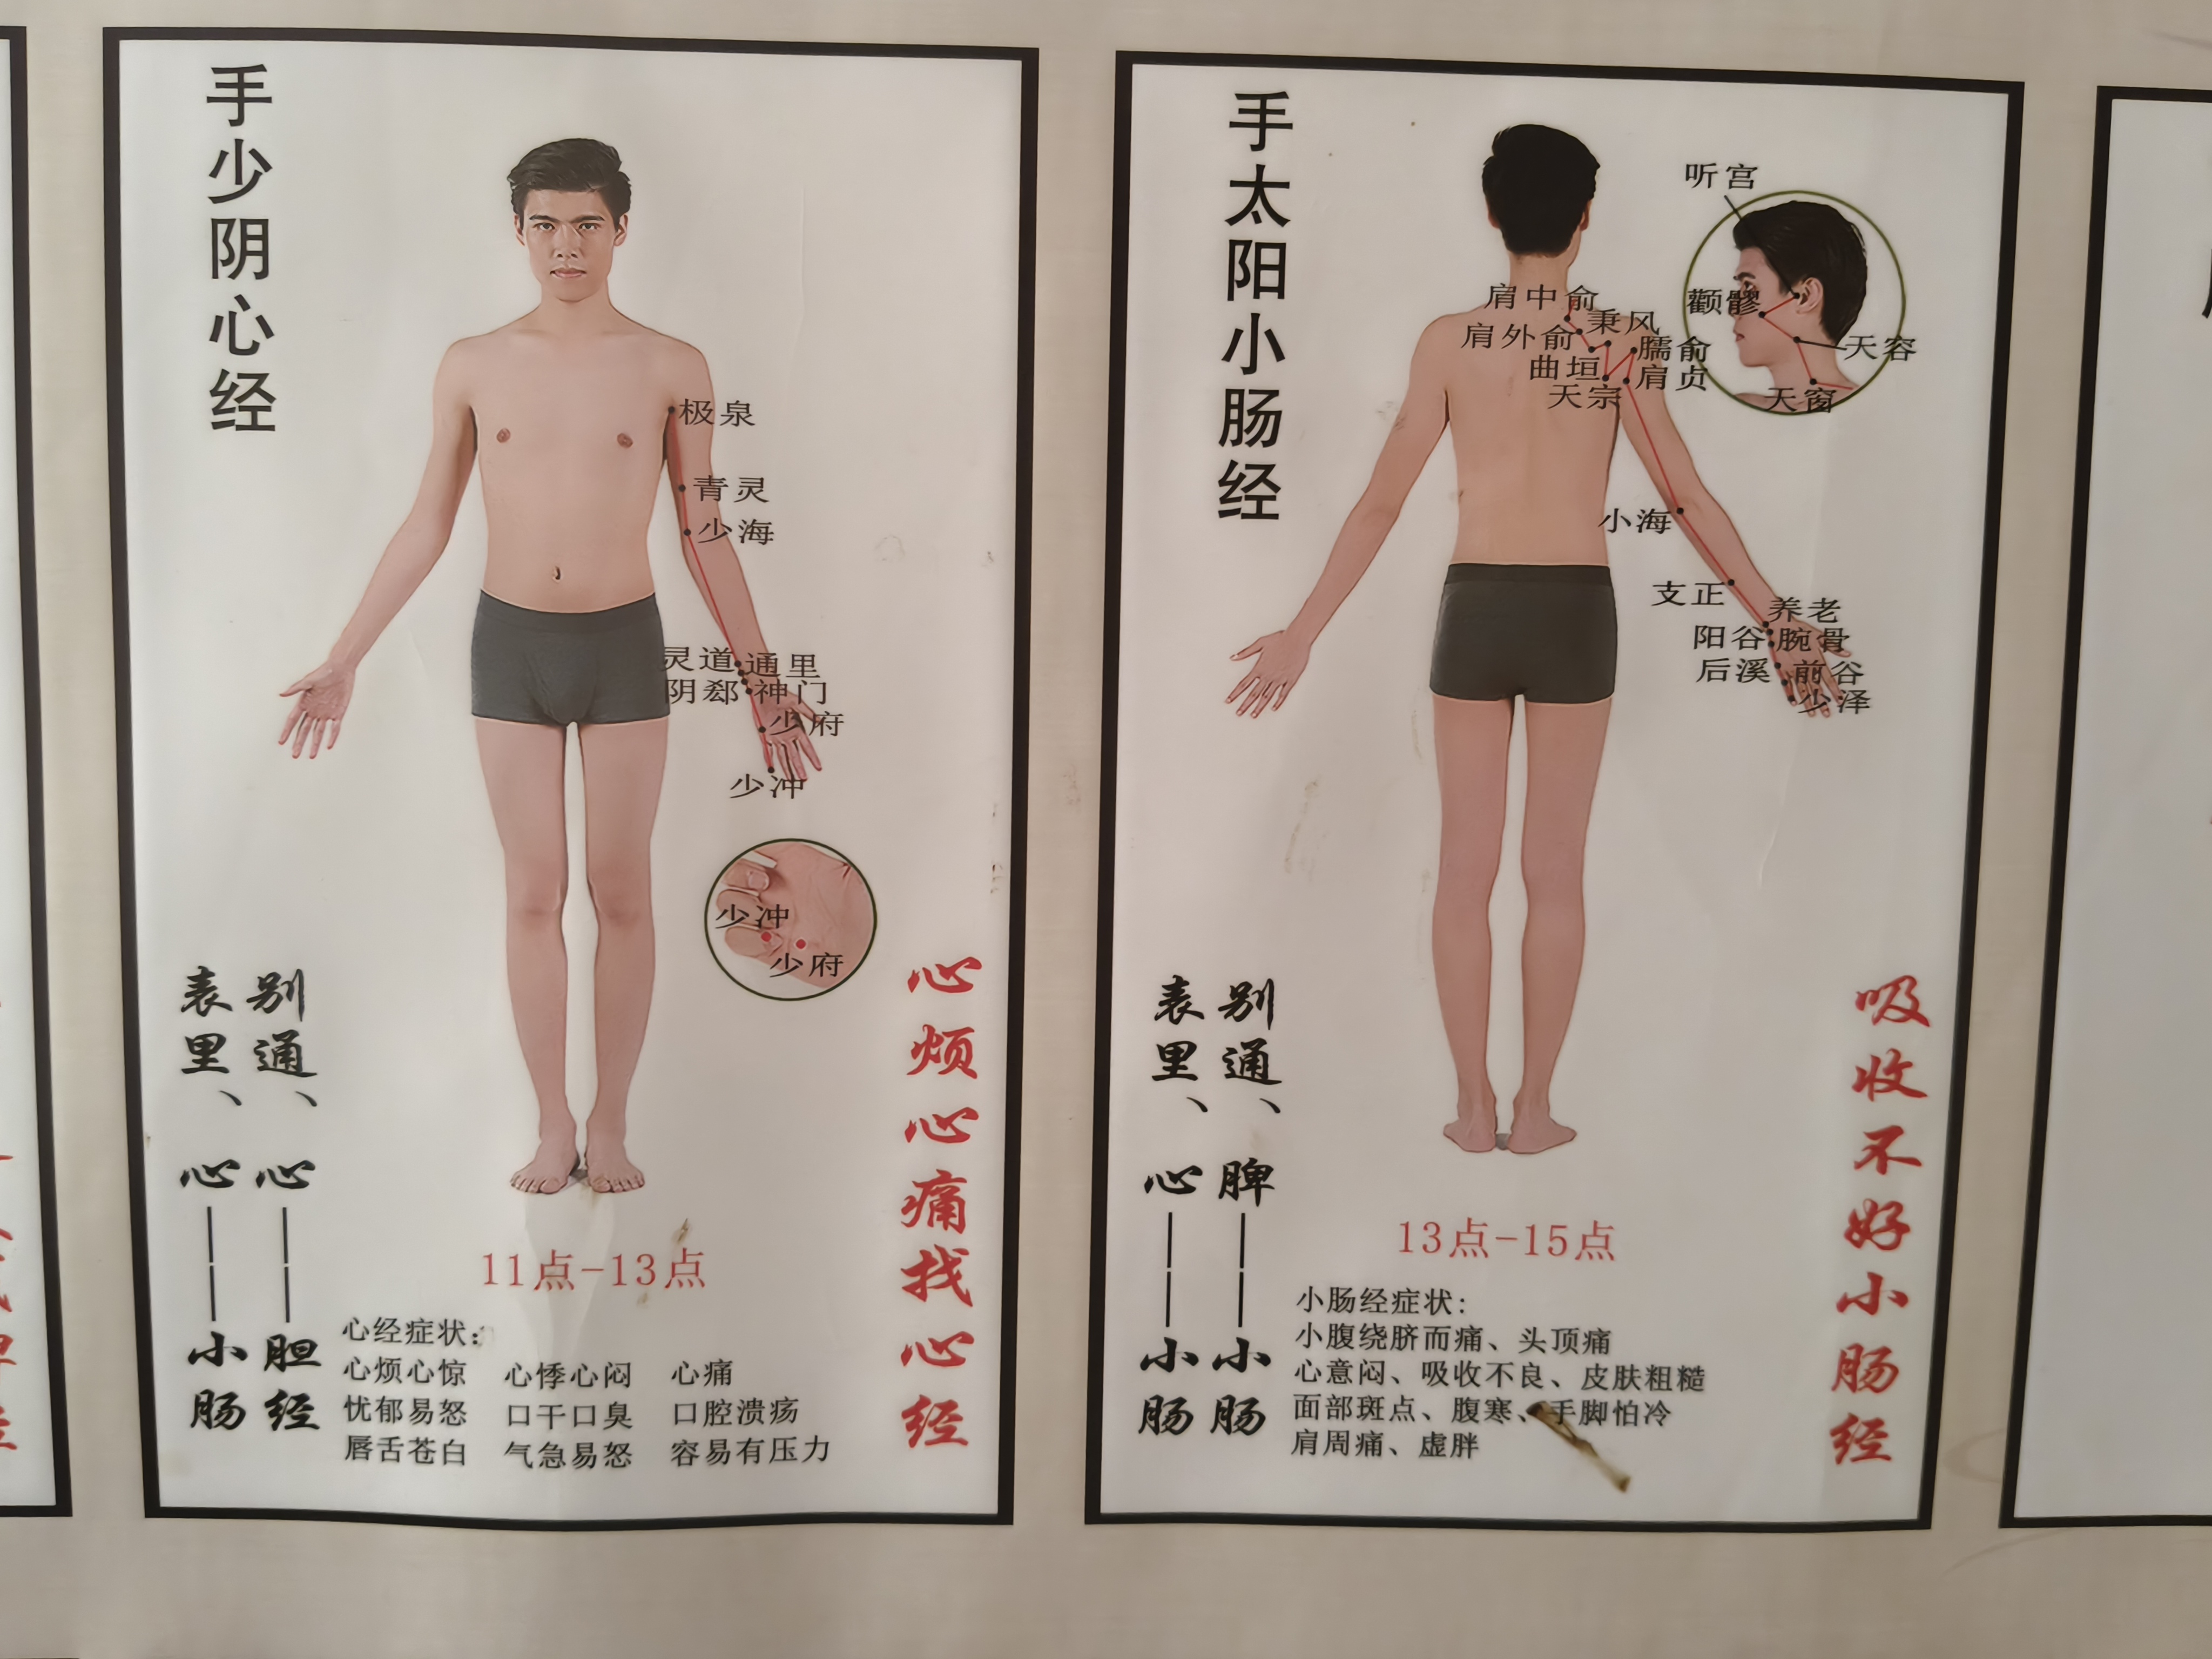 手少阴心经
极泉
青灵
少海
灵道
通里
阴郄
神门
少府
少冲
少冲
少府
别通、心——胆经
表里、心——小肠
心烦心痛找心经
11点-13点
心经症状：
心烦心惊 心悸心闷 心痛
忧郁易怒 口干口臭 口腔溃疡
唇舌苍白 气急易怒 容易有压力
手太阳小肠经
听宫
颧髎
天容
天窗
肩中俞
秉风
肩外俞
臑俞
曲垣
肩贞
天宗
小海
支正
养老
阳谷
腕骨
后溪
前谷
少泽
别通、脾——小肠
表里、心——小肠
吸收不好小肠经
13点-15点
小肠经症状：
小腹绕脐而痛、头顶痛
心意闷、吸收不良、皮肤粗糙
面部斑点、腹寒、手脚怕冷
肩周痛、虚胖